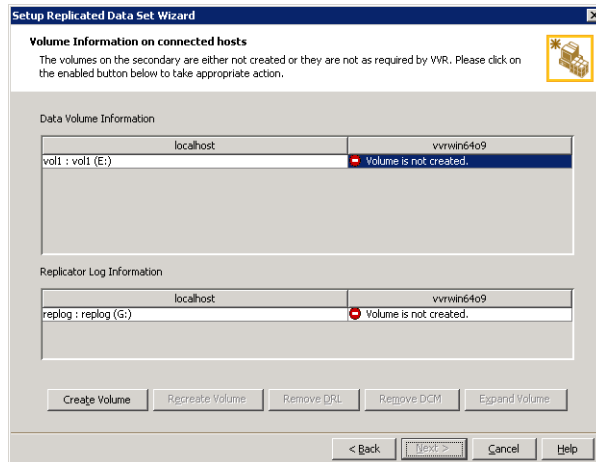 Setup Replicated Data Set Wizard
Volume Information on connected hosts
The volumes on the secondary are either not created or they are not as required by VVR. Please click on
the enabled button below to take appropriate action.
Data Volume Information
localhost vvrwin64o9
vol1 : vol1 (E:) Volume is not created.
Replicator Log Information
localhost vvrwin64o9
replog : replog (G:) Volume is not created.
Create Volume Recreate Volume Remove DRL Remove DCM Expand Volume
< Back Next > Cancel Help